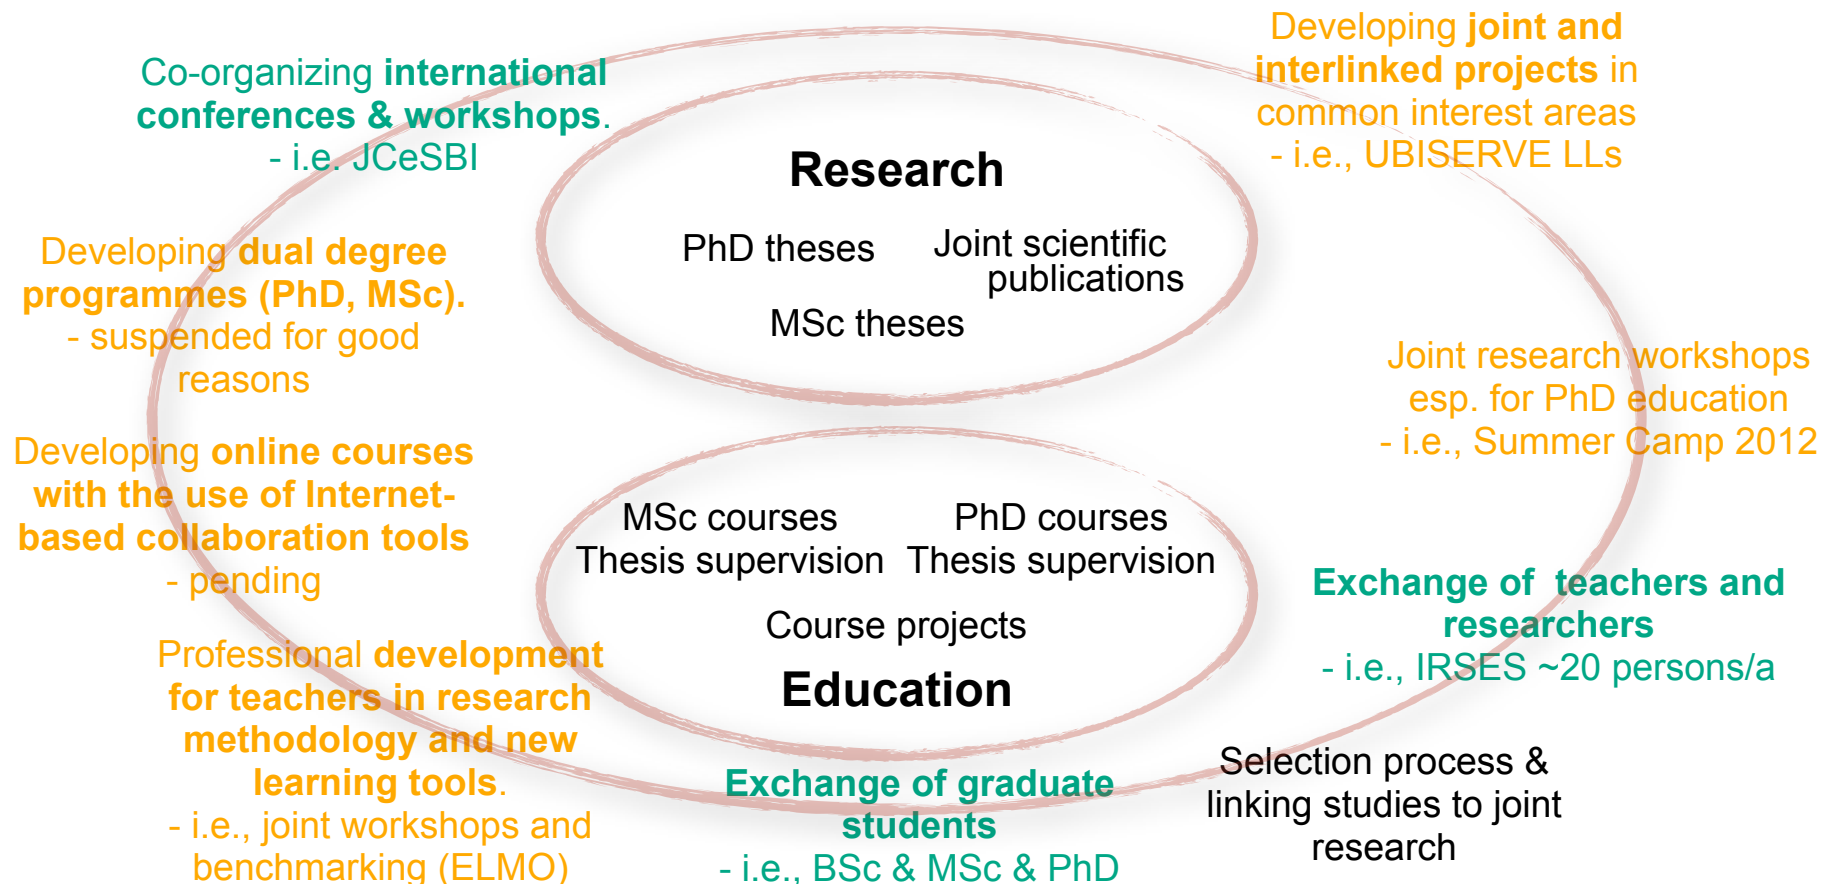 Co-organizing international
conferences & workshops.
- i.e. JCeSBI
Developing joint and
interlinked projects in
common interest areas
- i.e., UBISERVE LLs
Research
PhD theses
Joint scientific
publications
MSc theses
Developing dual degree
programmes (PhD, MSc).
- suspended for good
reasons
Joint research workshops
esp. for PhD education
- i.e., Summer Camp 2012
Developing online courses
with the use of Internet-
based collaboration tools
- pending
MSc courses
Thesis supervision
PhD courses
Thesis supervision
Course projects
Education
Exchange of teachers and
researchers
- i.e., IRSES ~20 persons/a
Professional development
for teachers in research
methodology and new
learning tools.
- i.e., joint workshops and
benchmarking (ELMO)
Exchange of graduate
students
- i.e., BSc & MSc & PhD
Selection process &
linking studies to joint
research